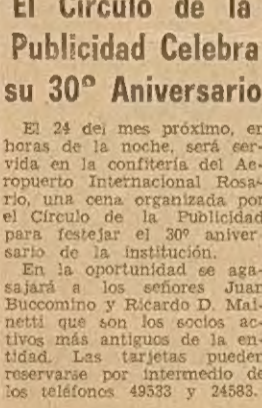 El Círculo de la
Publicidad Celebra
su 30º Aniversario
El 24 del mes próximo, en
horas de la noche, será ser-
vida en la confitería del Ae-
ropuerto Internacional Rosa-
rio, una cena organizada por
el Círculo de la Publicidad
para festejar el 30º aniver-
sario de la institución.
En la oportunidad se aga-
sajará a los señores Juan
Buccomino y Ricardo D. Mai-
netti que son los socios ac-
tivos más antiguos de la en-
tidad. Las tarjetas pueden
reservarse por intermedio de
los teléfonos 49533 y 24583.